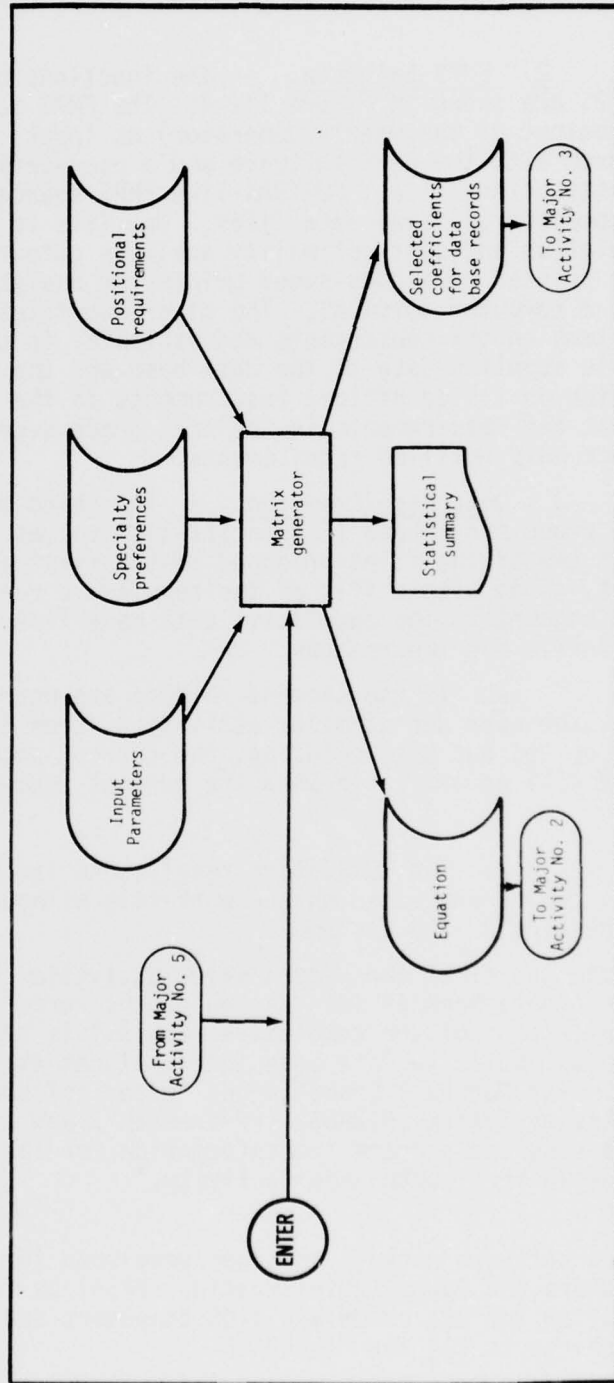 ENTER
From Major
Activity No. 5
Input
Parameters
Specialty
preferences
Positional
requirements
Matrix
generator
Equation
Statistical
summary
Selected
coefficients
for data
base records
To Major
Activity No. 2
To Major
Activity No. 3